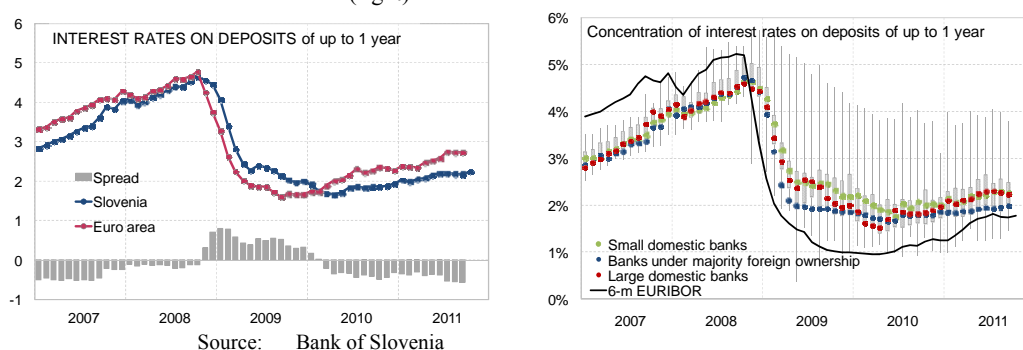 INTEREST RATES ON DEPOSITS of up to 1 year
6
5
4
3
2
1
0
-1
Spread
Slovenia
Euro area
2007 2008 2009 2010 2011
Concentration of interest rates on deposits of up to 1 year
6%
5%
4%
3%
2%
1%
0%
Small domestic banks
Banks under majority foreign ownership
Large domestic banks
6-m EURIBOR
2007 2008 2009 2010 2011
Source: Bank of Slovenia